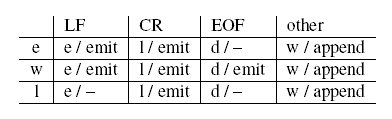 LF CR EOF other
e e / emit l / emit d / – w / append
w e / emit l / emit d / emit w / append
l e / – l / emit d / – w / append